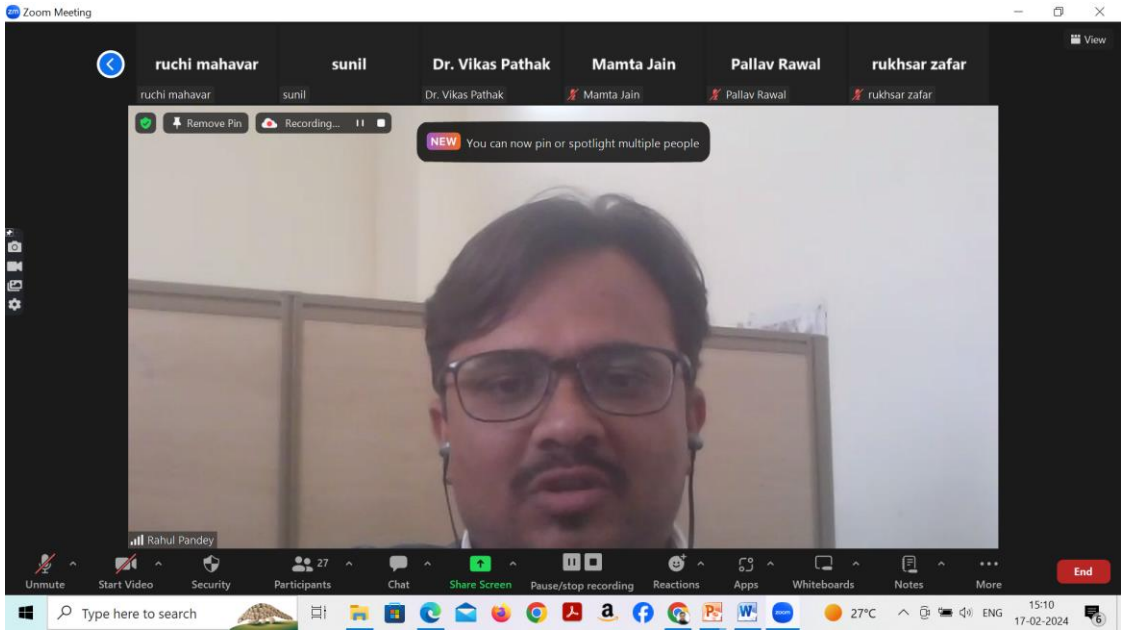 zm Zoom Meeting
View
ruchi mahavar sunil Dr. Vikas Pathak Mamta Jain Pallav Rawal rukhsar zafar
ruchi mahavar sunil Dr. Vikas Pathak Mamta Jain Pallav Rawal rukhsar zafar
Remove Pin Recording...
NEW You can now pin or spotlight multiple people
Rahul Pandey
27
Unmute Start Video Security Participants Chat Share Screen Pause/stop recording Reactions Apps Whiteboards Notes More End
Type here to search 27°C ENG 15:10
17-02-2024 6